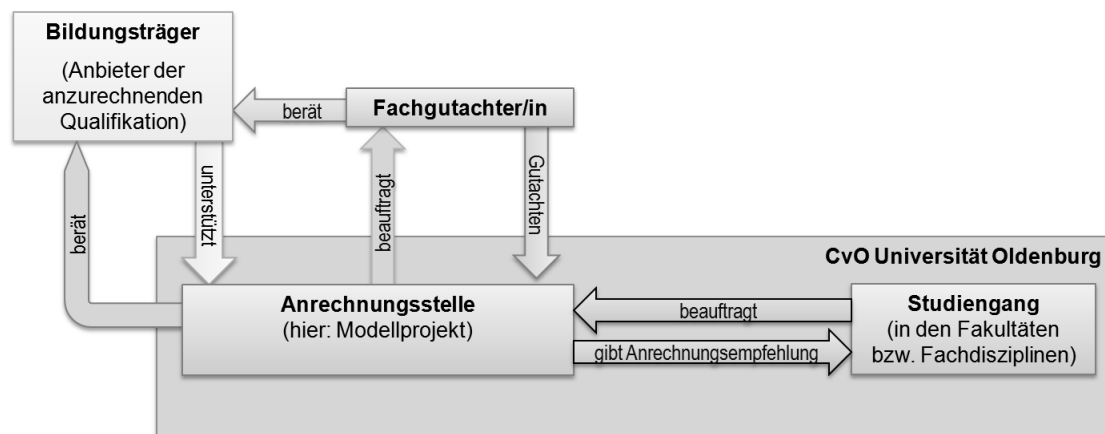 Bildungsträger
(Anbieter der
anzurechnenden
Qualifikation)
berät
Fachgutachter/in
berät
unterstützt
beauftragt
Gutachten
CvO Universität Oldenburg
Anrechnungsstelle
(hier: Modellprojekt)
beauftragt
gibt Anrechnungsempfehlung
Studiengang
(in den Fakultäten
bzw. Fachdisziplinen)